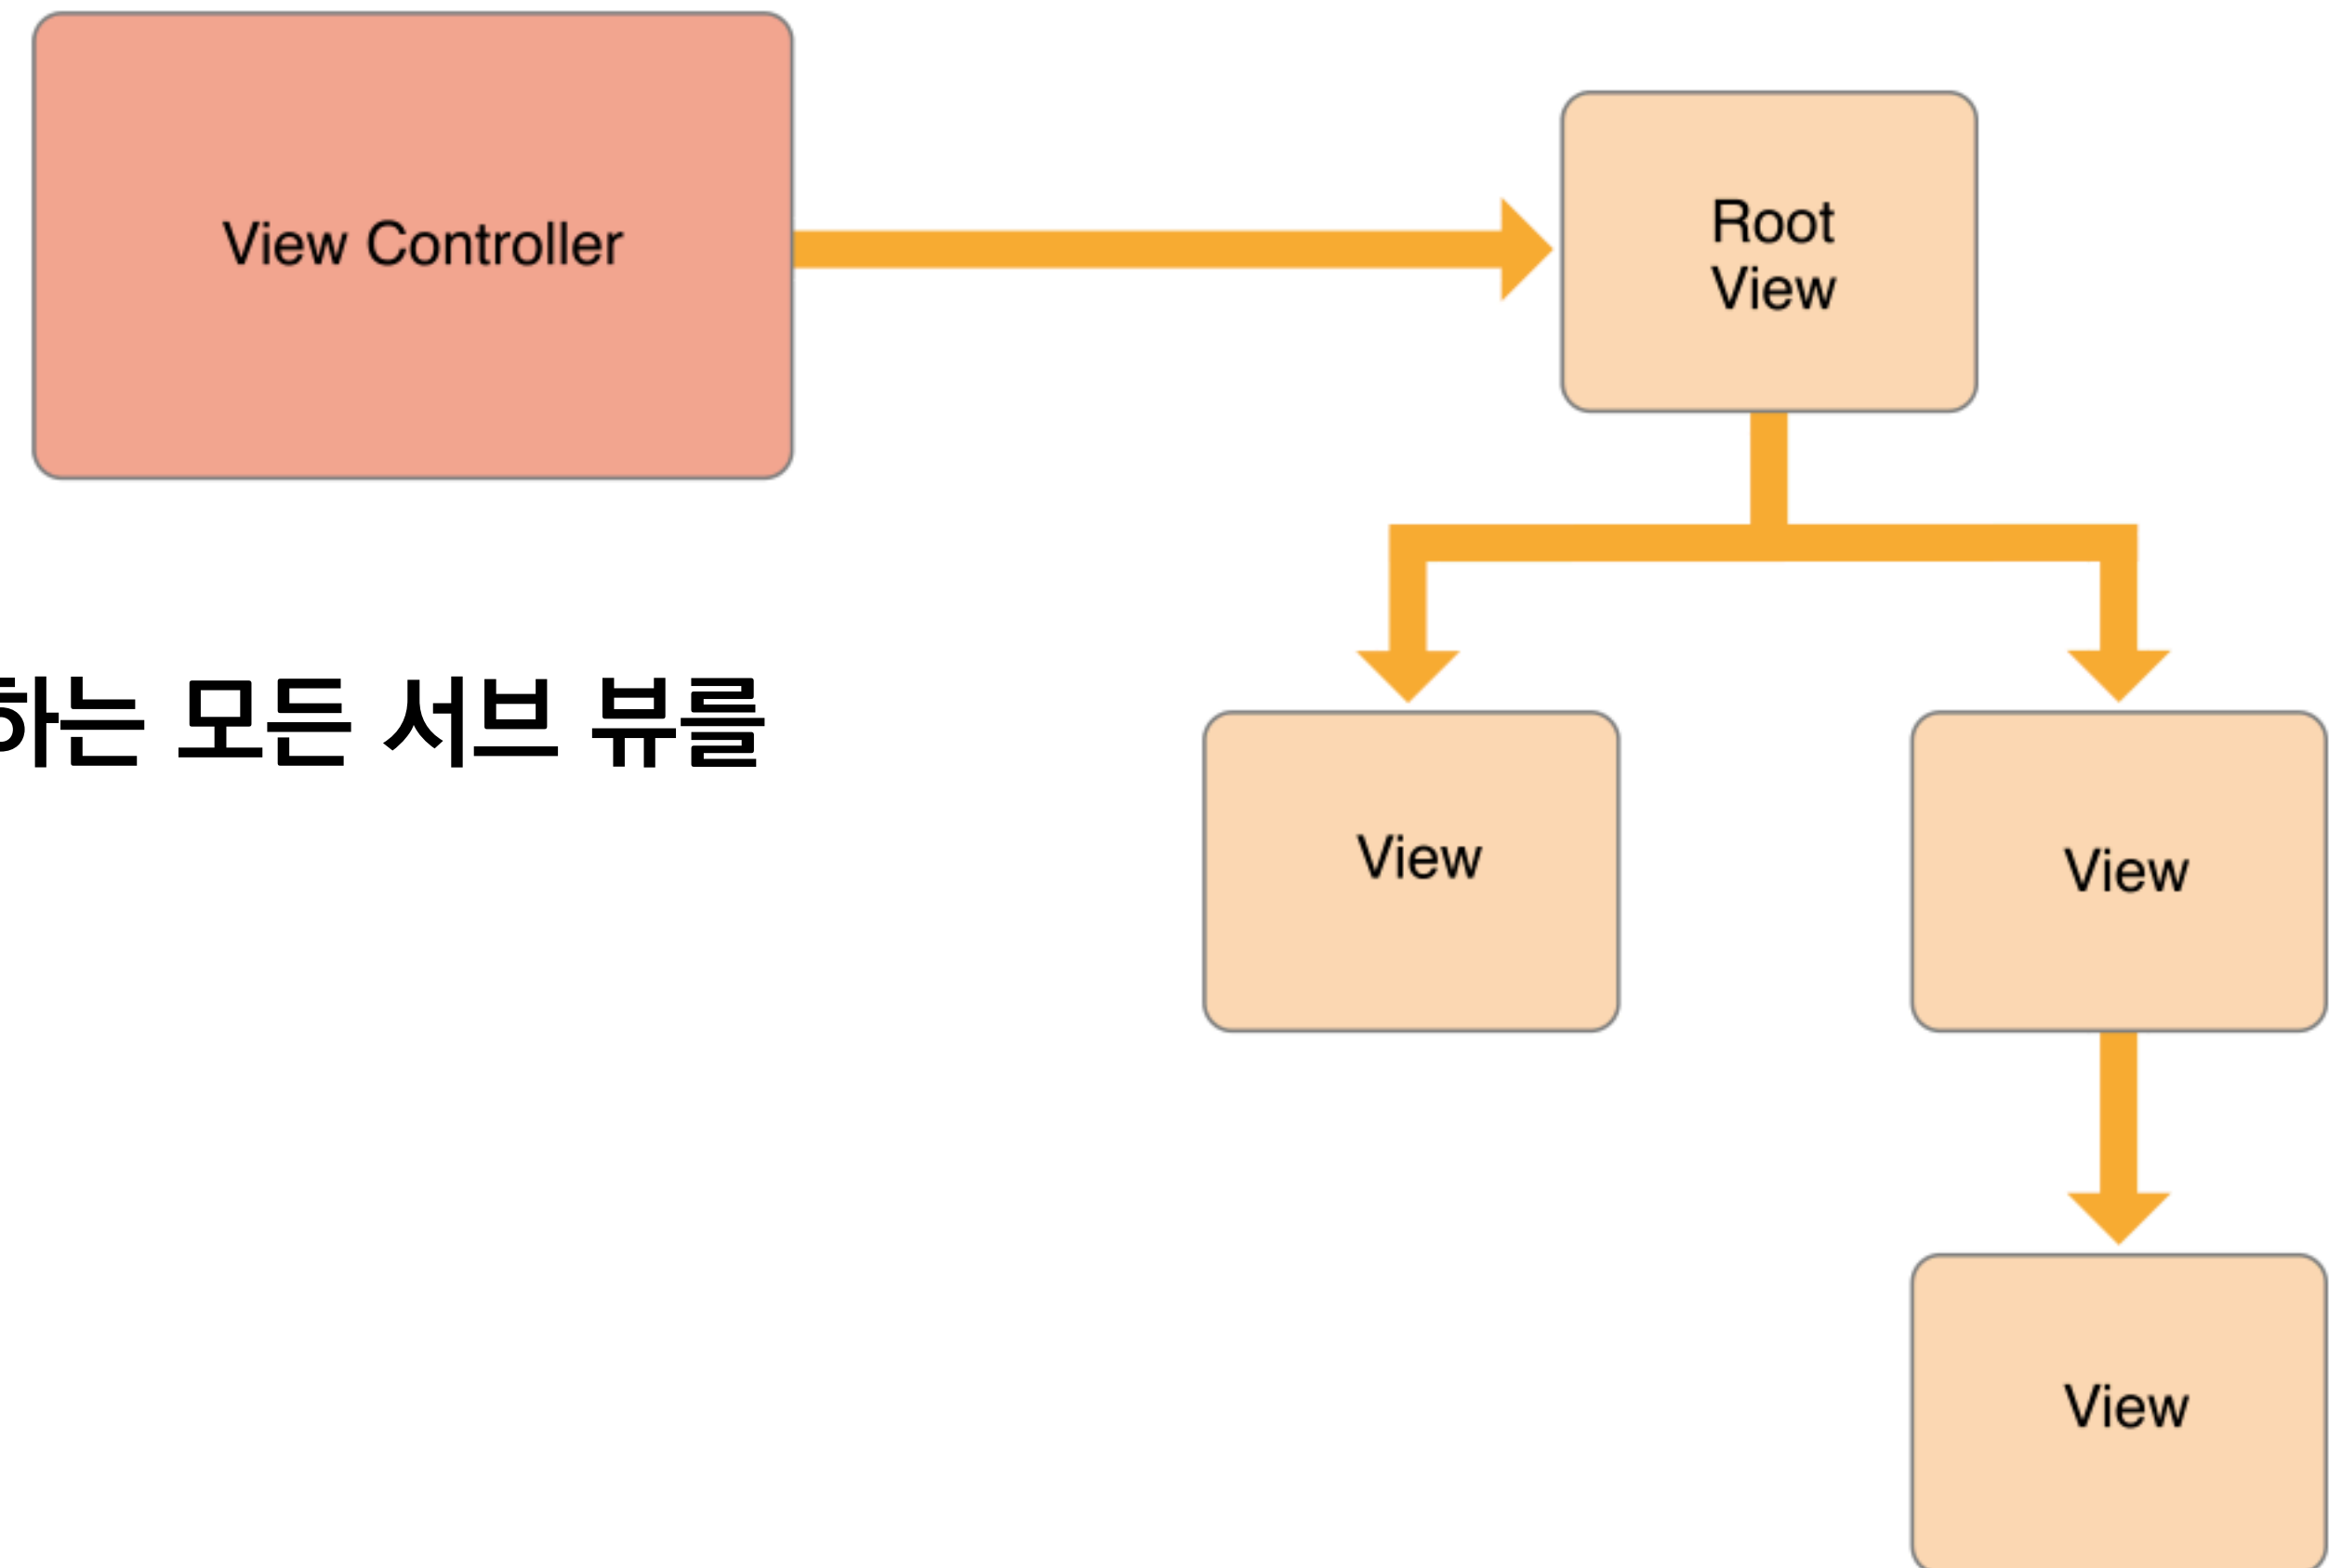 View Controller
Root
View
하는 모든 서브 뷰를
View
View
View